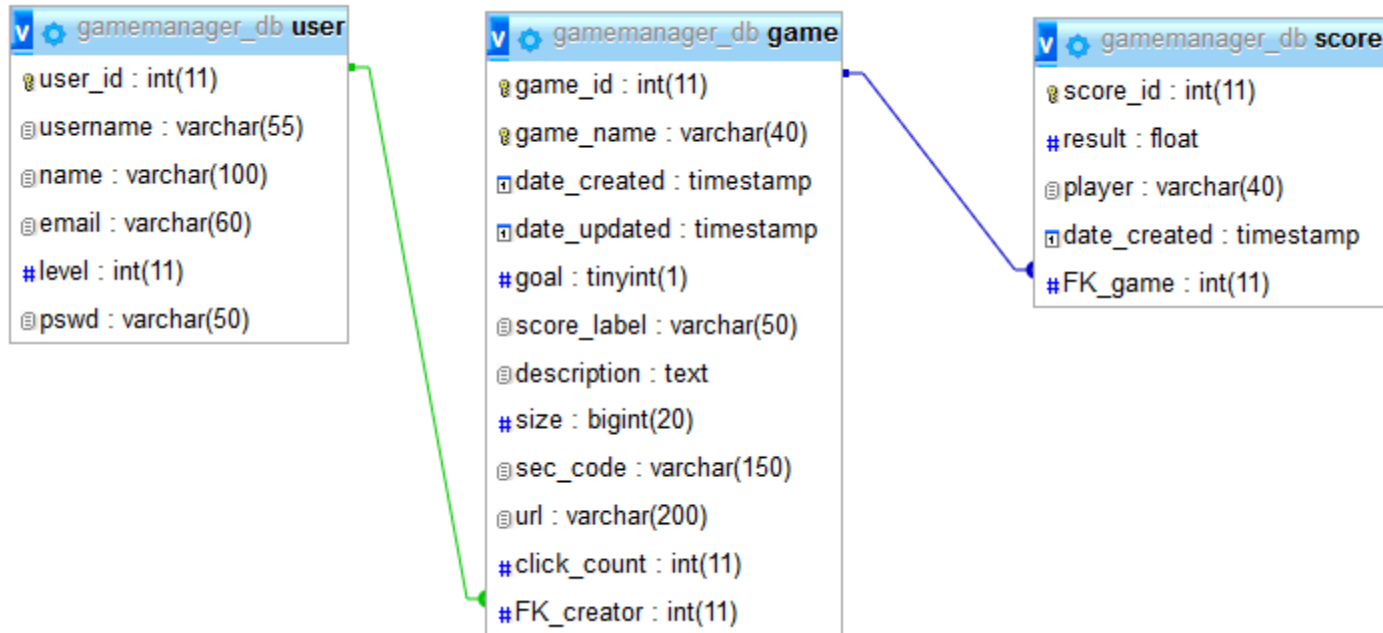 gamemanager_db user
user_id : int(11)
username : varchar(55)
name : varchar(100)
email : varchar(60)
level : int(11)
pswd : varchar(50)
gamemanager_db game
game_id : int(11)
game_name : varchar(40)
date_created : timestamp
date_updated : timestamp
goal : tinyint(1)
score_label : varchar(50)
description : text
size : bigint(20)
sec_code : varchar(150)
url : varchar(200)
click_count : int(11)
FK_creator : int(11)
gamemanager_db score
score_id : int(11)
result : float
player : varchar(40)
date_created : timestamp
FK_game : int(11)